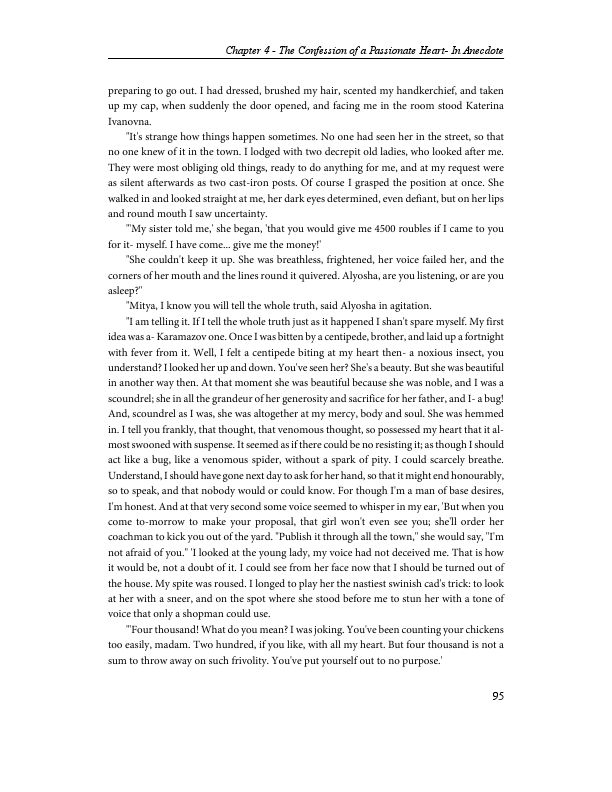 Chapter 4 - The Confession of a Passionate Heart- In Anecdote
preparing to go out. I had dressed, brushed my hair, scented my handkerchief, and taken
up my cap, when suddenly the door opened, and facing me in the room stood Katerina
Ivanovna.
"It's strange how things happen sometimes. No one had seen her in the street, so that
no one knew of it in the town. I lodged with two decrepit old ladies, who looked after me.
They were most obliging old things, ready to do anything for me, and at my request were
as silent afterwards as two cast-iron posts. Of course I grasped the position at once. She
walked in and looked straight at me, her dark eyes determined, even defiant, but on her lips
and round mouth I saw uncertainty.
"'My sister told me,' she began, 'that you would give me 4500 roubles if I came to you
for it- myself. I have come... give me the money!'
"She couldn't keep it up. She was breathless, frightened, her voice failed her, and the
corners of her mouth and the lines round it quivered. Alyosha, are you listening, or are you
asleep?"
"Mitya, I know you will tell the whole truth, said Alyosha in agitation.
"I am telling it. If I tell the whole truth just as it happened I shan't spare myself. My first
idea was a- Karamazov one. Once I was bitten by a centipede, brother, and laid up a fortnight
with fever from it. Well, I felt a centipede biting at my heart then- a noxious insect, you
understand? I looked her up and down. You've seen her? She's a beauty. But she was beautiful
in another way then. At that moment she was beautiful because she was noble, and I was a
scoundrel; she in all the grandeur of her generosity and sacrifice for her father, and I- a bug!
And, scoundrel as I was, she was altogether at my mercy, body and soul. She was hemmed
in. I tell you frankly, that thought, that venomous thought, so possessed my heart that it al-
most swooned with suspense. It seemed as if there could be no resisting it; as though I should
act like a bug, like a venomous spider, without a spark of pity. I could scarcely breathe.
Understand, I should have gone next day to ask for her hand, so that it might end honourably,
so to speak, and that nobody would or could know. For though I'm a man of base desires,
I'm honest. And at that very second some voice seemed to whisper in my ear, 'But when you
come to-morrow to make your proposal, that girl won't even see you; she'll order her
coachman to kick you out of the yard. "Publish it through all the town," she would say, "I'm
not afraid of you." 'I looked at the young lady, my voice had not deceived me. That is how
it would be, not a doubt of it. I could see from her face now that I should be turned out of
the house. My spite was roused. I longed to play her the nastiest swinish cad's trick: to look
at her with a sneer, and on the spot where she stood before me to stun her with a tone of
voice that only a shopman could use.
"'Four thousand! What do you mean? I was joking. You've been counting your chickens
too easily, madam. Two hundred, if you like, with all my heart. But four thousand is not a
sum to throw away on such frivolity. You've put yourself out to no purpose.'
95